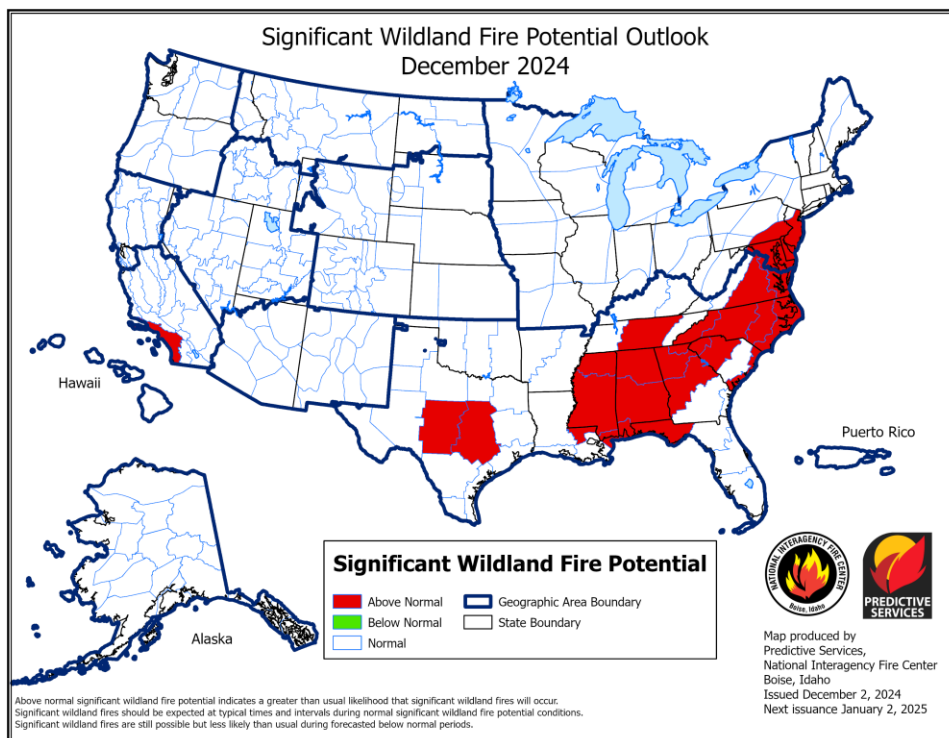 Significant Wildland Fire Potential Outlook
December 2024
Hawaii
Puerto Rico
Alaska
Significant Wildland Fire Potential
Above Normal
Below Normal
Normal
Geographic Area Boundary
State Boundary
NATIONAL INTERAGENCY FIRE CENTER
Boise, Idaho
PREDICTIVE
SERVICES
Map produced by
Predictive Services,
National Interagency Fire Center
Boise, Idaho
Issued December 2, 2024
Next issuance January 2, 2025
Above normal significant wildland fire potential indicates a greater than usual likelihood that significant wildland fires will occur.
Significant wildland fires should be expected at typical times and intervals during normal significant wildland fire potential conditions.
Significant wildland fires are still possible but less likely than usual during forecasted below normal periods.